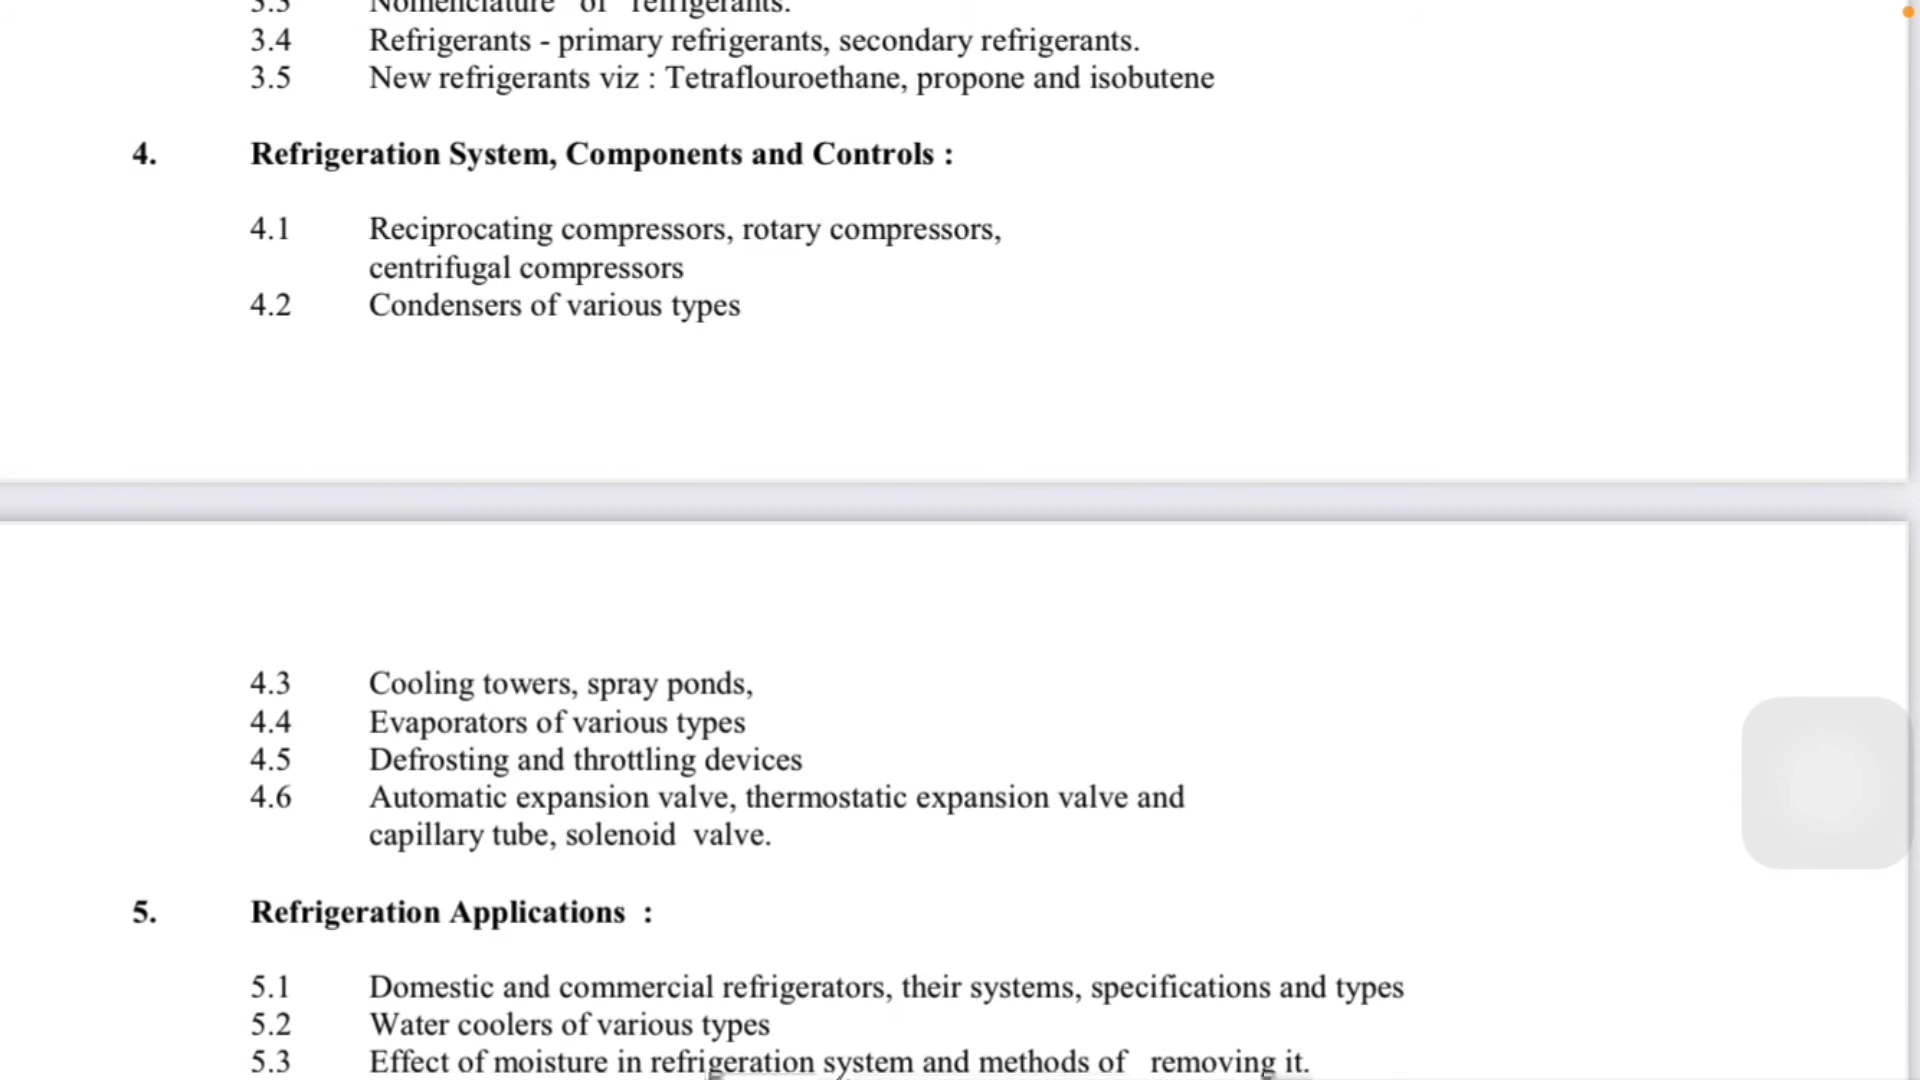 3.3 Nomenclature of refrigerants.
3.4 Refrigerants - primary refrigerants, secondary refrigerants.
3.5 New refrigerants viz : Tetraflouroethane, propone and isobutene
4. Refrigeration System, Components and Controls :
4.1 Reciprocating compressors, rotary compressors,
centrifugal compressors
4.2 Condensers of various types
4.3 Cooling towers, spray ponds,
4.4 Evaporators of various types
4.5 Defrosting and throttling devices
4.6 Automatic expansion valve, thermostatic expansion valve and
capillary tube, solenoid valve.
5. Refrigeration Applications :
5.1 Domestic and commercial refrigerators, their systems, specifications and types
5.2 Water coolers of various types
5.3 Effect of moisture in refrigeration system and methods of removing it.